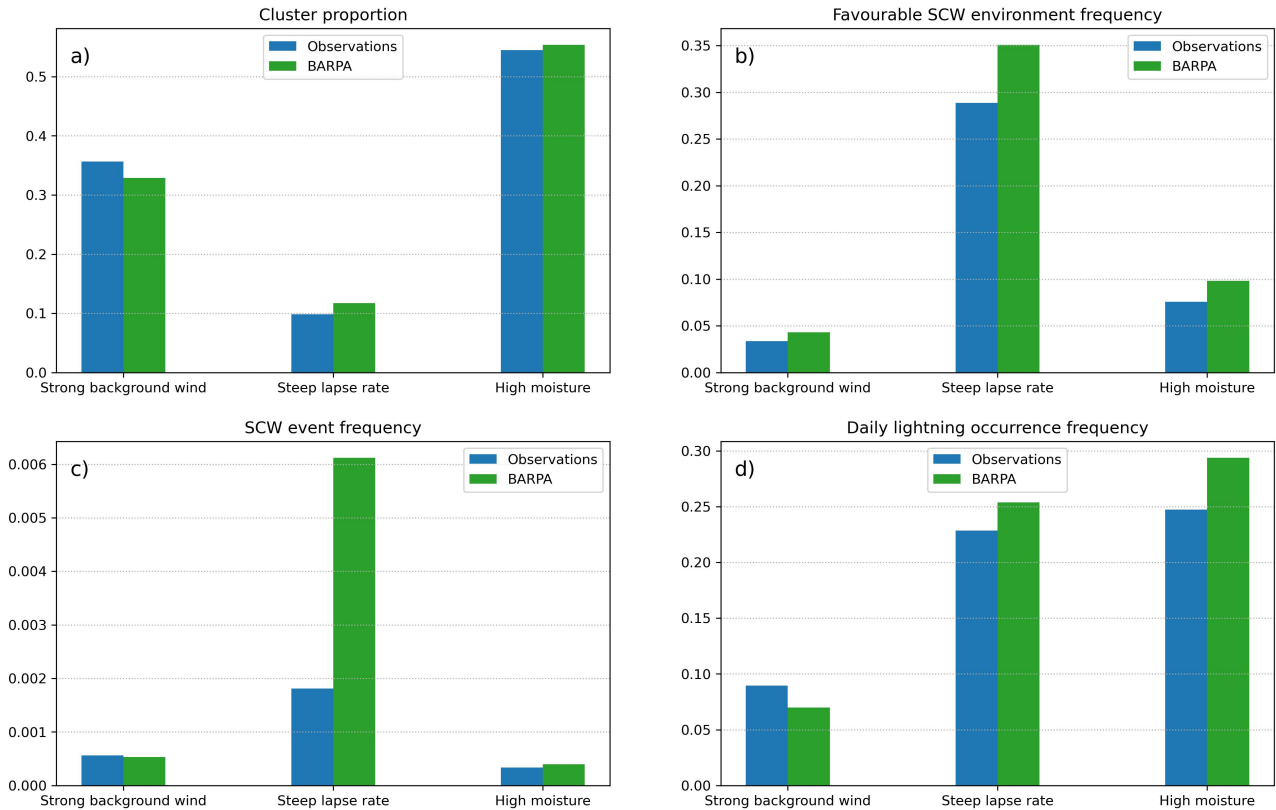 Cluster proportion
a)
Observations
BARPA
0.5
0.4
0.3
0.2
0.1
0.0
Strong background wind
Steep lapse rate
High moisture
Favourable SCW environment frequency
b)
Observations
BARPA
0.35
0.30
0.25
0.20
0.15
0.10
0.05
0.00
Strong background wind
Steep lapse rate
High moisture
SCW event frequency
c)
Observations
BARPA
0.006
0.005
0.004
0.003
0.002
0.001
0.000
Strong background wind
Steep lapse rate
High moisture
Daily lightning occurrence frequency
d)
Observations
BARPA
0.30
0.25
0.20
0.15
0.10
0.05
0.00
Strong background wind
Steep lapse rate
High moisture